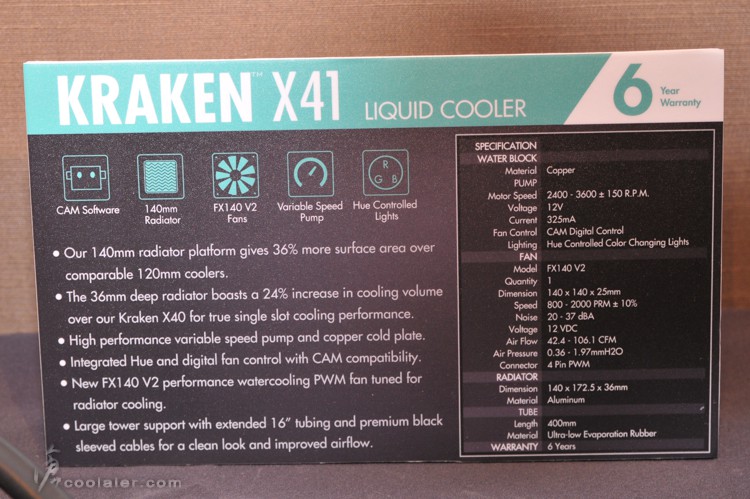 KRAKEN™ X41 LIQUID COOLER
6 Year
Warranty
CAM Software
140mm
Radiator
FX140 V2
Fans
Variable Speed
Pump
R
G B
Hue Controlled
Lights
• Our 140mm radiator platform gives 36% more surface area over
comparable 120mm coolers.
• The 36mm deep radiator boasts a 24% increase in cooling volume
over our Kraken X40 for true single slot cooling performance.
• High performance variable speed pump and copper cold plate.
• Integrated Hue and digital fan control with CAM compatibility.
• New FX140 V2 performance watercooling PWM fan tuned for
radiator cooling.
• Large tower support with extended 16” tubing and premium black
sleeved cables for a clean look and improved airflow.
SPECIFICATION
WATER BLOCK
Material Copper
PUMP
Motor Speed 2400 - 3600 ± 150 R.P.M.
Voltage 12V
Current 325mA
Fan Control CAM Digital Control
Lighting Hue Controlled Color Changing Lights
FAN
Model FX140 V2
Quantity 1
Dimension 140 x 140 x 25mm
Speed 800 - 2000 PRM ± 10%
Noise 20 - 37 dBA
Voltage 12 VDC
Air Flow 42.4 - 106.1 CFM
Air Pressure 0.36 - 1.97mmH2O
Connector 4 Pin PWM
RADIATOR
Dimension 140 x 172.5 x 36mm
Material Aluminum
TUBE
Length 400mm
Material Ultra-low Evaporation Rubber
WARRANTY 6 Years
coolaler.com